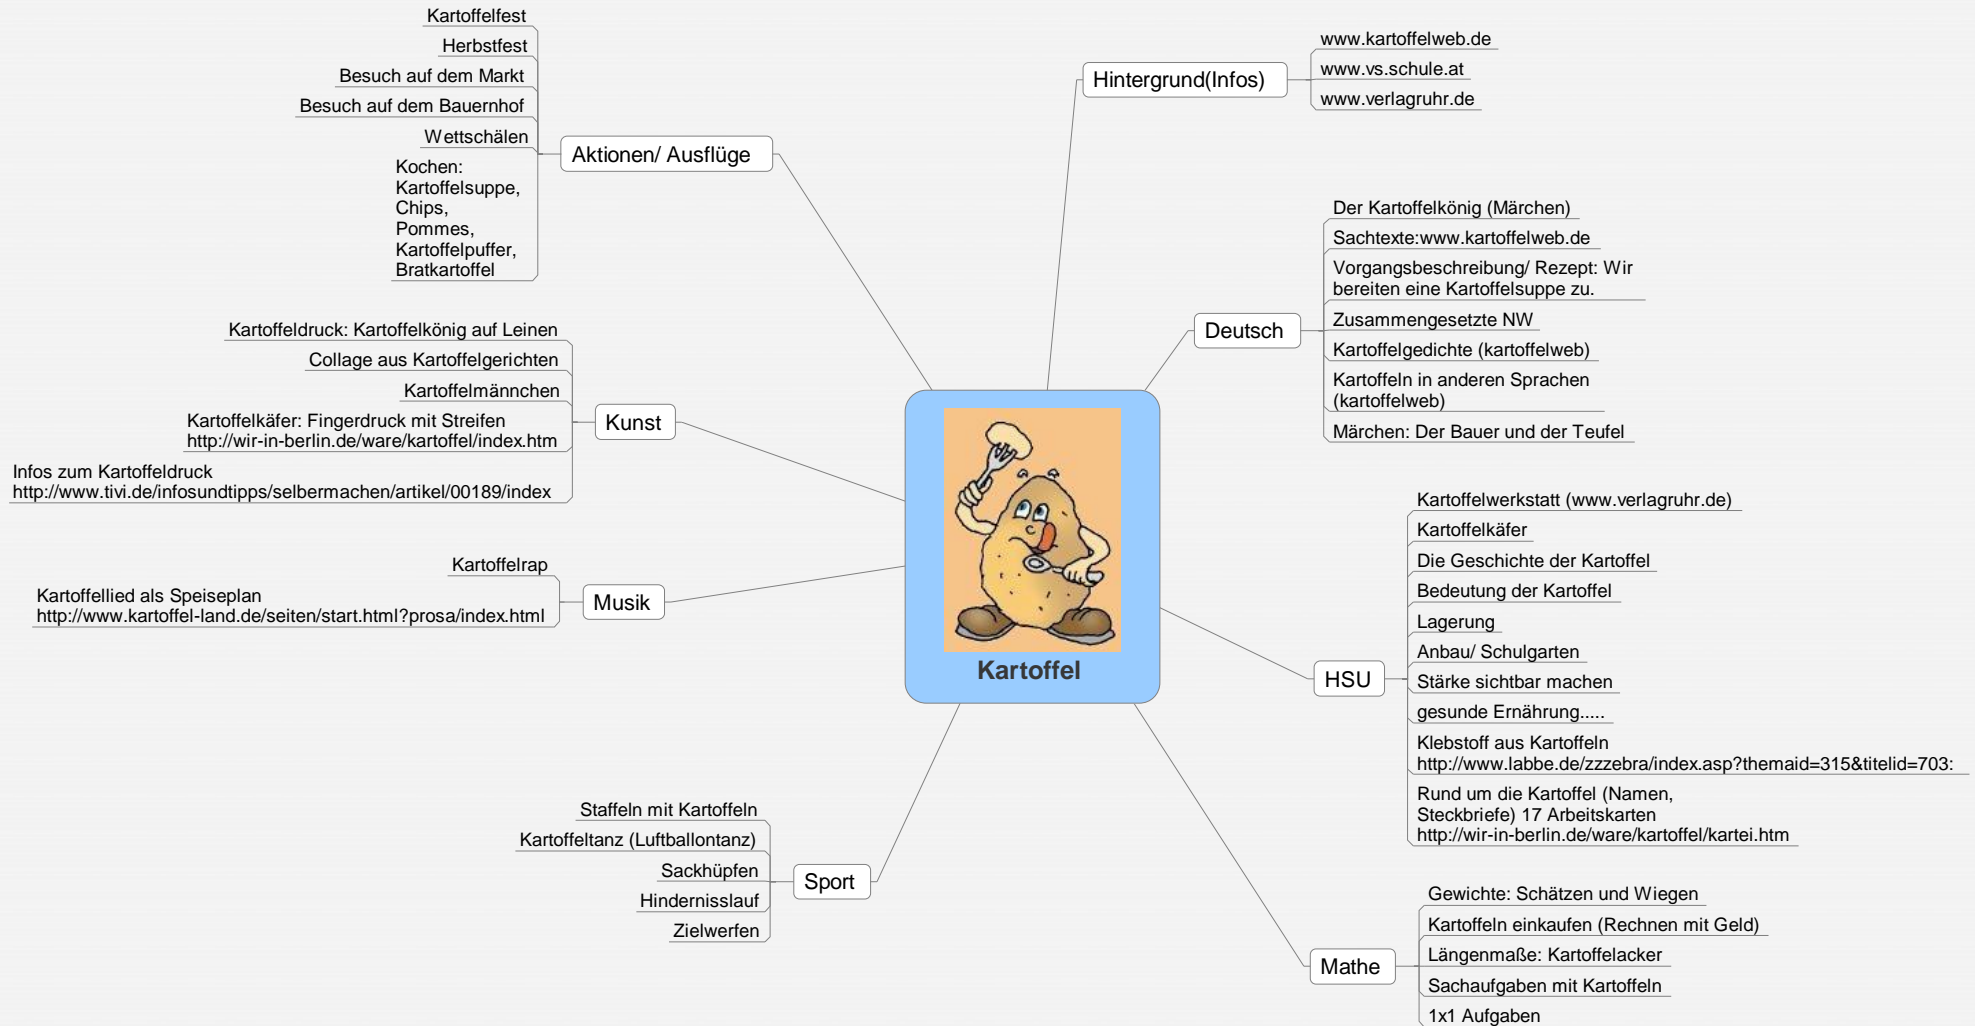 Kartoffel
Hintergrund(Infos)
www.kartoffelweb.de
www.vs.schule.at
www.verlagruhr.de
Deutsch
Der Kartoffelkönig (Märchen)
Sachtexte:www.kartoffelweb.de
Vorgangsbeschreibung/ Rezept: Wir
bereiten eine Kartoffelsuppe zu.
Zusammengesetzte NW
Kartoffelgedichte (kartoffelweb)
Kartoffeln in anderen Sprachen
(kartoffelweb)
Märchen: Der Bauer und der Teufel
HSU
Kartoffelwerkstatt (www.verlagruhr.de)
Kartoffelkäfer
Die Geschichte der Kartoffel
Bedeutung der Kartoffel
Lagerung
Anbau/ Schulgarten
Stärke sichtbar machen
gesunde Ernährung.....
Klebstoff aus Kartoffeln
http://www.labbe.de/zzzebra/index.asp?themaid=315&titelid=703:
Rund um die Kartoffel (Namen,
Steckbriefe) 17 Arbeitskarten
http://wir-in-berlin.de/ware/kartoffel/kartei.htm
Mathe
Gewichte: Schätzen und Wiegen
Kartoffeln einkaufen (Rechnen mit Geld)
Längenmaße: Kartoffelacker
Sachaufgaben mit Kartoffeln
1x1 Aufgaben
Sport
Staffeln mit Kartoffeln
Kartoffeltanz (Luftballontanz)
Sackhüpfen
Hindernisslauf
Zielwerfen
Musik
Kartoffelrap
Kartoffellied als Speiseplan
http://www.kartoffel-land.de/seiten/start.html?prosa/index.html
Kunst
Kartoffeldruck: Kartoffelkönig auf Leinen
Collage aus Kartoffelgerichten
Kartoffelmännchen
Kartoffelkäfer: Fingerdruck mit Streifen
http://wir-in-berlin.de/ware/kartoffel/index.htm
Infos zum Kartoffeldruck
http://www.tivi.de/infosundtipps/selbermachen/artikel/00189/index
Aktionen/ Ausflüge
Kartoffelfest
Herbstfest
Besuch auf dem Markt
Besuch auf dem Bauernhof
Wettschälen
Kochen:
Kartoffelsuppe,
Chips,
Pommes,
Kartoffelpuffer,
Bratkartoffel